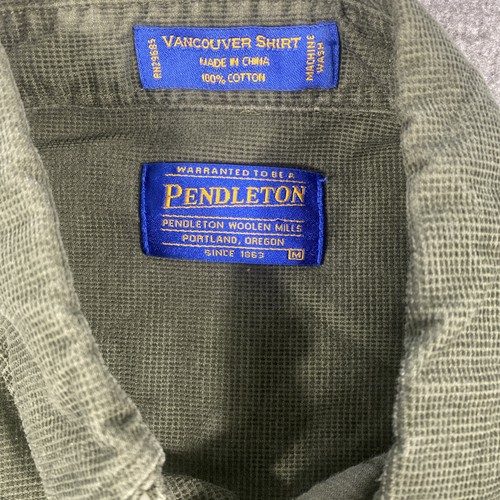 RN29685
VANCOUVER SHIRT
MADE IN CHINA
100% COTTON
MACHINE
WASH
WARRANTED TO BE A
PENDLETON
PENDLETON WOOLEN MILLS
PORTLAND, OREGON
SINCE 1863 M